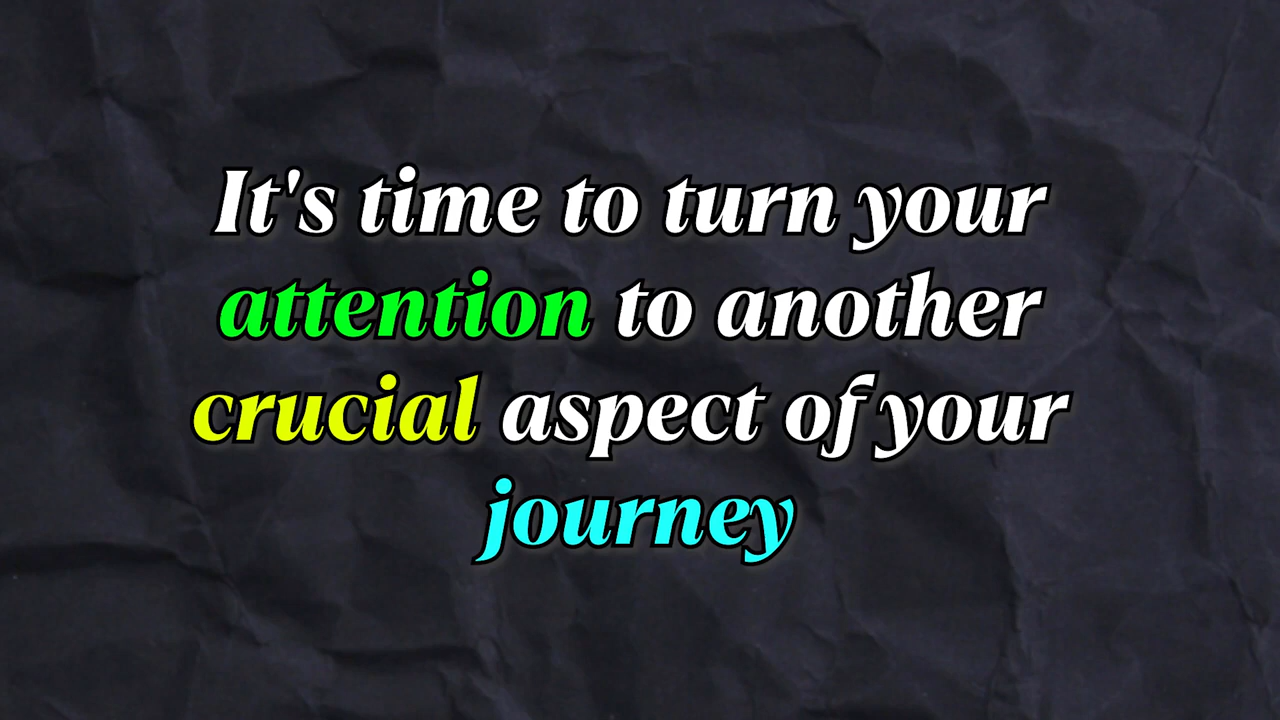 It's time to turn your
attention to another
crucial aspect of your
journey